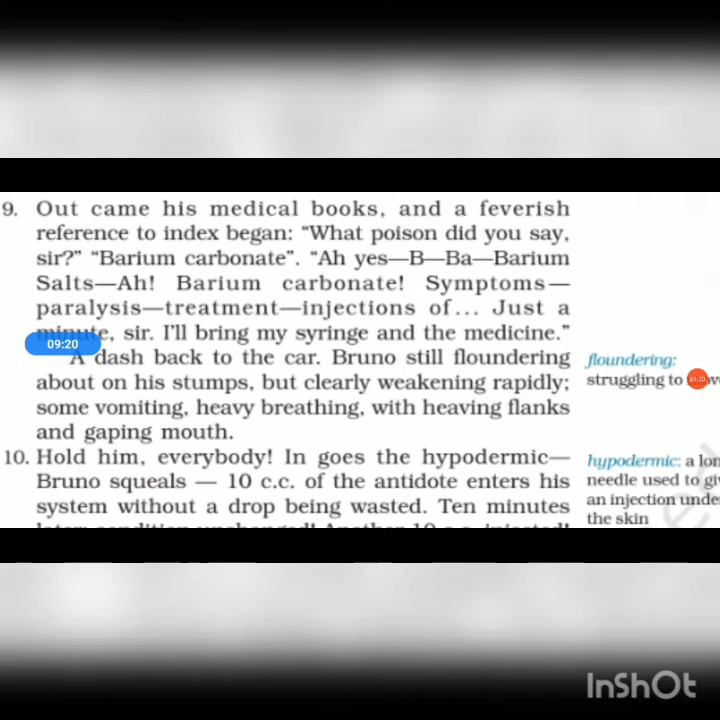 9. Out came his medical books, and a feverish
reference to index began: "What poison did you say,
sir?" "Barium carbonate". "Ah yes—B—Ba—Barium
Salts—Ah! Barium carbonate! Symptoms—
paralysis—treatment—injections of... Just a
minute, sir. I'll bring my syringe and the medicine."
09:20
A dash back to the car. Bruno still floundering
about on his stumps, but clearly weakening rapidly;
some vomiting, heavy breathing, with heaving flanks
and gaping mouth.
floundering:
struggling to
09:20
10. Hold him, everybody! In goes the hypodermic—
Bruno squeals — 10 c.c. of the antidote enters his
system without a drop being wasted. Ten minutes
hypodermic: a lon
needle used to gi
an injection unde
the skin
InShOt